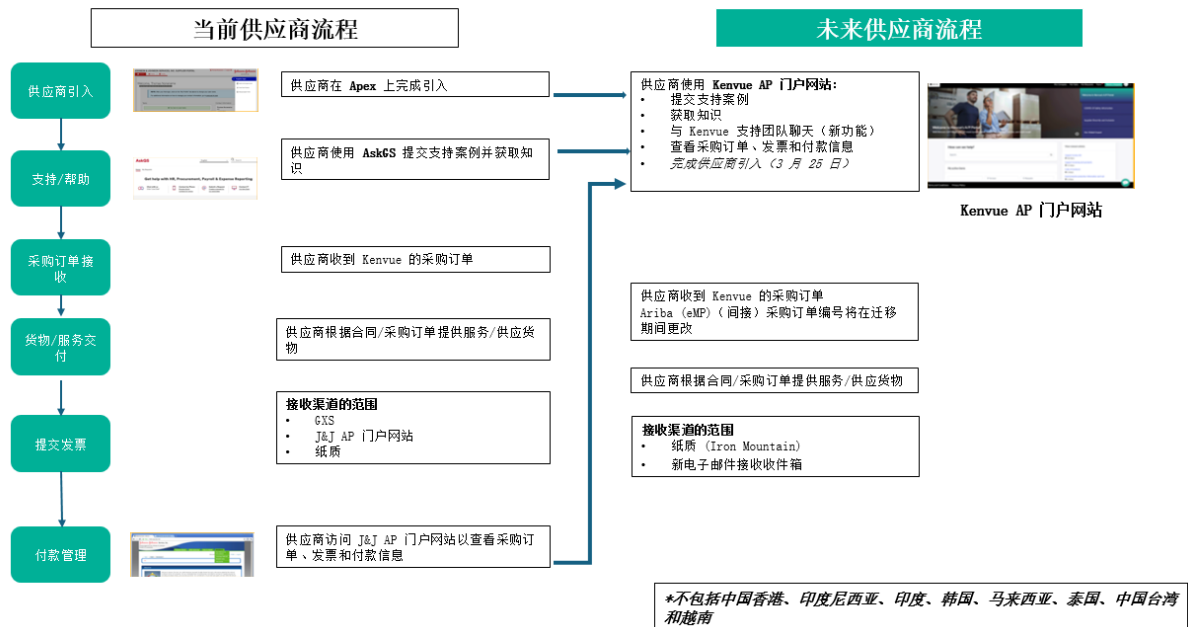 当前供应商流程
未来供应商流程
供应商引入
支持/帮助
采购订单接
收
货物/服务交
付
提交发票
付款管理
AskGS
Get help with HR, Procurement, Payroll & Expense Reporting
供应商在 Apex 上完成引入
供应商使用 AskGS 提交支持案例并获取知
识
供应商收到 Kenvue 的采购订单
供应商根据合同/采购订单提供服务/供应货
物
接收渠道的范围
• GXS
• J&J AP 门户网站
• 纸质
供应商访问 J&J AP 门户网站以查看采购订
单、发票和付款信息
供应商使用 Kenvue AP 门户网站:
• 提交支持案例
• 获取知识
• 与 Kenvue 支持团队聊天（新功能）
• 查看采购订单、发票和付款信息
• 完成供应商引入（3 月 25 日）
Kenvue AP 门户网站
供应商收到 Kenvue 的采购订单
Ariba (eMP)（间接）采购订单编号将在迁移
期间更改
供应商根据合同/采购订单提供服务/供应货物
接收渠道的范围
• 纸质 (Iron Mountain)
• 新电子邮件接收收件箱
*不包括中国香港、印度尼西亚、印度、韩国、马来西亚、泰国、中国台湾
和越南